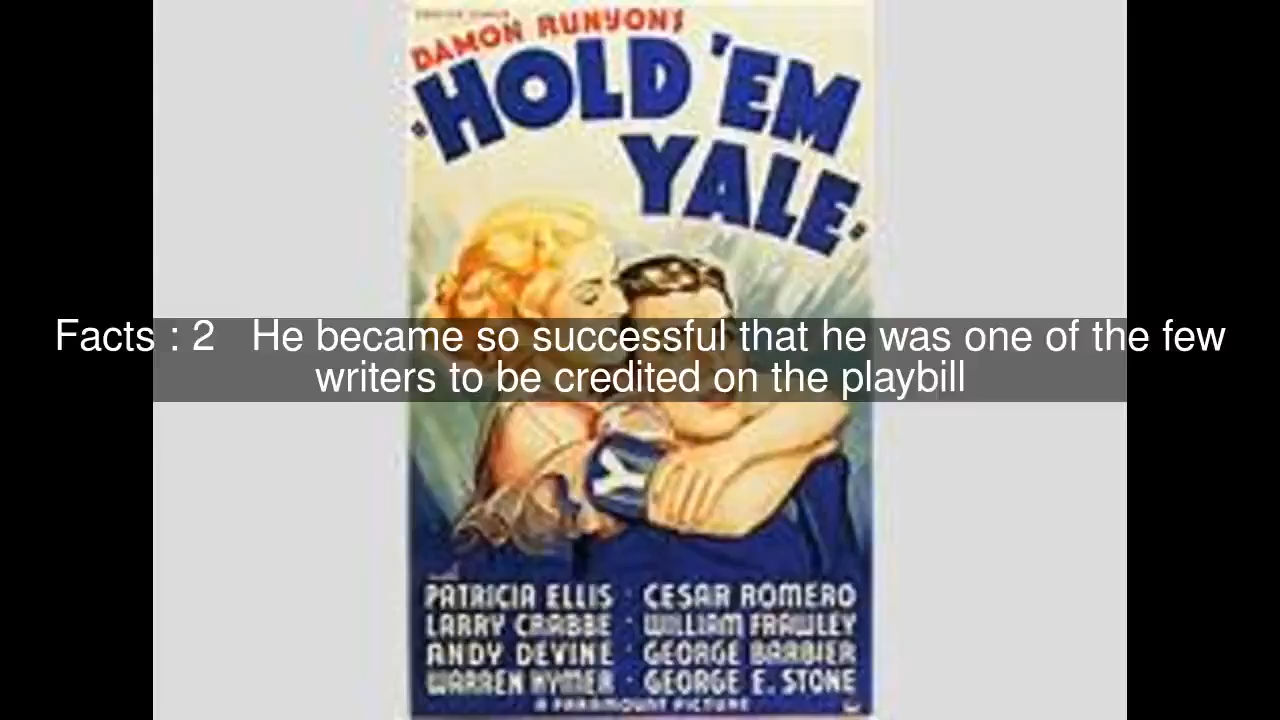 DAMON RUNYON'S
"HOLD 'EM
YALE"
Facts : 2 He became so successful that he was one of the few
writers to be credited on the playbill
Y
PATRICIA ELLIS · CESAR ROMERO
LARRY CRABBE · WILLIAM FRAWLEY
ANDY DEVINE · GEORGE BARBIER
WARREN HYMER · GEORGE E. STONE
A PARAMOUNT PICTURE